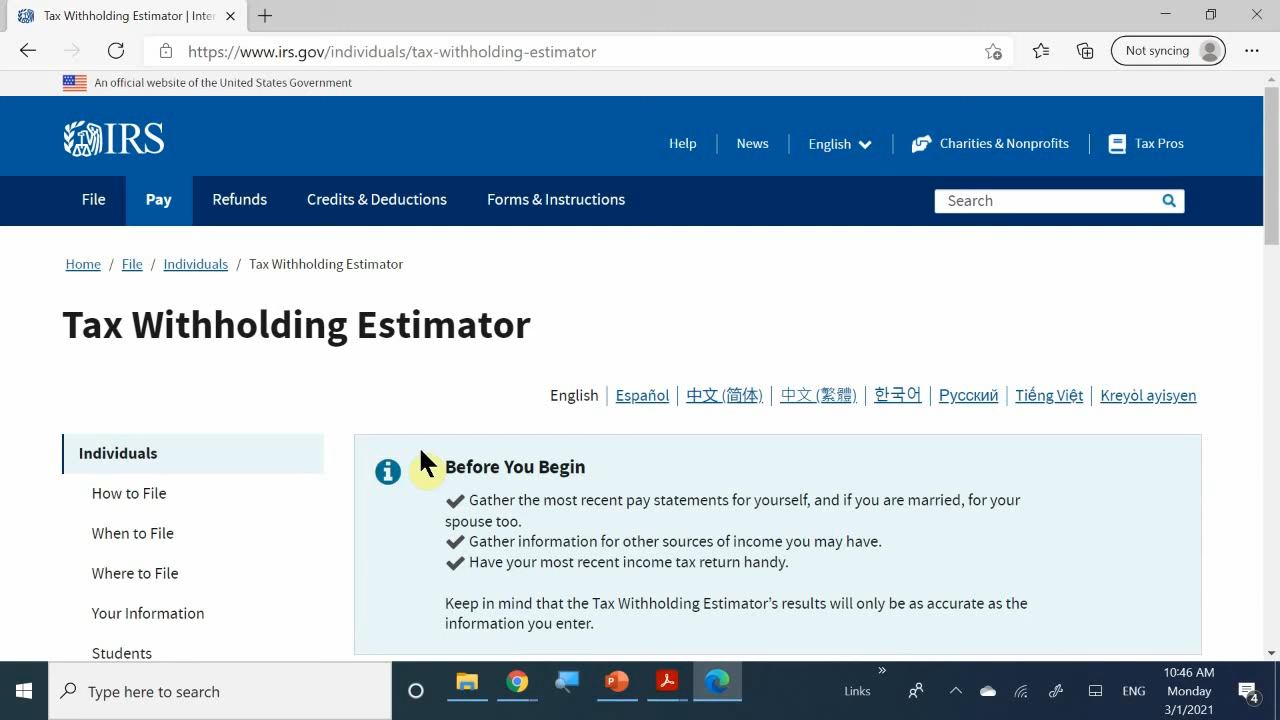 Tax Withholding Estimator | Inter
https://www.irs.gov/individuals/tax-withholding-estimator
Not syncing
An official website of the United States Government
IRS
Help
News
English
Charities & Nonprofits
Tax Pros
File
Pay
Refunds
Credits & Deductions
Forms & Instructions
Search
Home / File / Individuals / Tax Withholding Estimator
Tax Withholding Estimator
English | Español | 中文 (简体) | 中文 (繁體) | 한국어 | Русский | Tiếng Việt | Kreyòl ayisyen
Individuals
How to File
When to File
Where to File
Your Information
Students
Before You Begin
✔ Gather the most recent pay statements for yourself, and if you are married, for your
spouse too.
✔ Gather information for other sources of income you may have.
✔ Have your most recent income tax return handy.
Keep in mind that the Tax Withholding Estimator's results will only be as accurate as the
information you enter.
Type here to search
Links
ENG
10:46 AM
Monday
3/1/2021
4